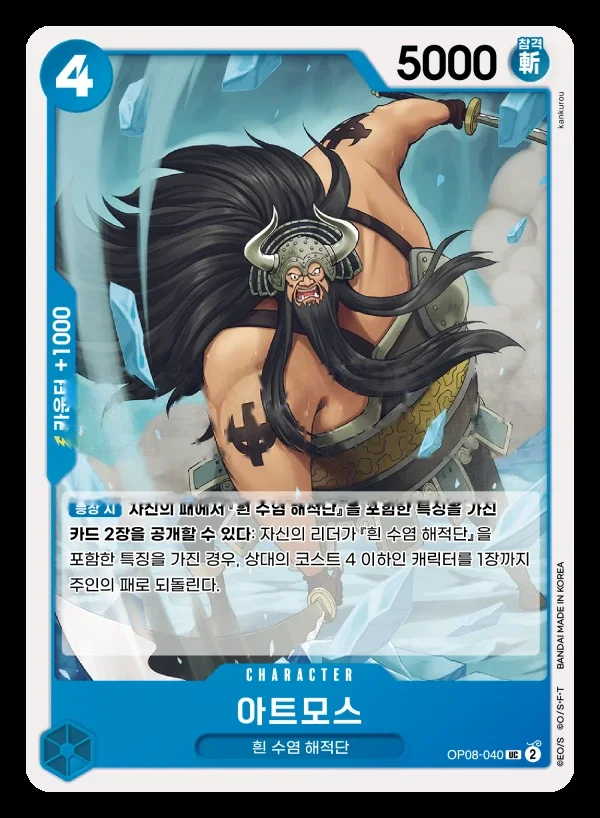 4
5000
참격
斬
kankurou
카운터 +1000
등장 시 자신의 패에서 『흰 수염 해적단』을 포함한 특징을 가진
카드 2장을 공개할 수 있다: 자신의 리더가 『흰 수염 해적단』을
포함한 특징을 가진 경우, 상대의 코스트 4 이하인 캐릭터를 1장까지
주인의 패로 되돌린다.
CHARACTER
아트모스
흰 수염 해적단
OP08-040 UC 2
©EO/S ©O/S·F·T BANDAI MADE IN KOREA